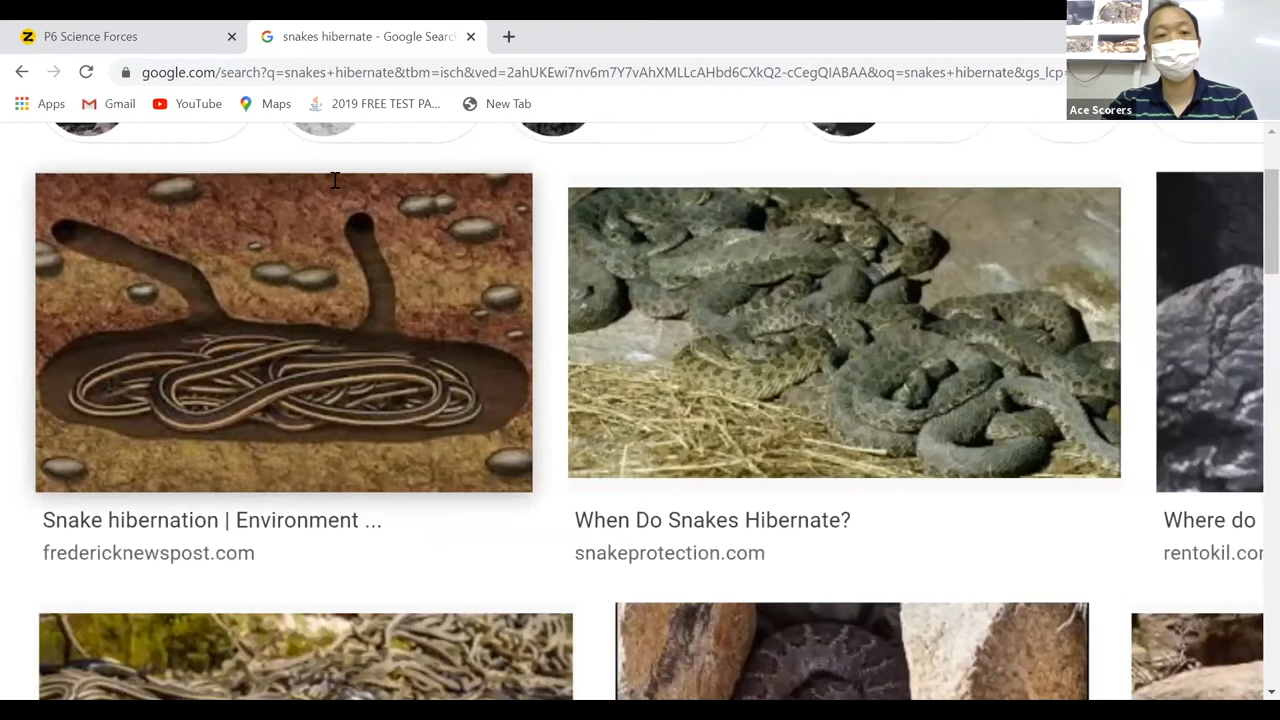 P6 Science Forces
snakes hibernate - Google Searc
google.com/search?q=snakes+hibernate&tbm=isch&ved=2ahUKEwi7nv6m7Y7vAhXMLLcAHbd6CXkQ2-cCegQIABAA&oq=snakes+hibernate&gs_lcp=
Apps
Gmail
YouTube
Maps
2019 FREE TEST PA...
New Tab
Ace Scorers
Snake hibernation | Environment ...
fredericknewspost.com
When Do Snakes Hibernate?
snakeprotection.com
Where do
rentokil.co